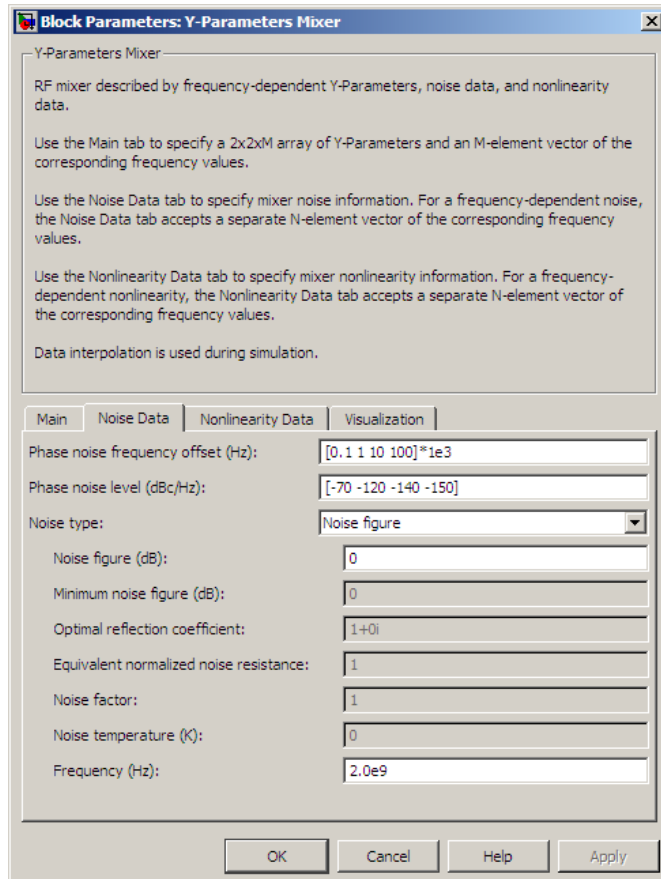 Block Parameters: Y-Parameters Mixer
Y-Parameters Mixer
RF mixer described by frequency-dependent Y-Parameters, noise data, and nonlinearity
data.
Use the Main tab to specify a 2x2xM array of Y-Parameters and an M-element vector of the
corresponding frequency values.
Use the Noise Data tab to specify mixer noise information. For a frequency-dependent noise,
the Noise Data tab accepts a separate N-element vector of the corresponding frequency
values.
Use the Nonlinearity Data tab to specify mixer nonlinearity information. For a frequency-
dependent nonlinearity, the Nonlinearity Data tab accepts a separate N-element vector of
the corresponding frequency values.
Data interpolation is used during simulation.
Main Noise Data Nonlinearity Data Visualization
Phase noise frequency offset (Hz): [0.1 1 10 100]*1e3
Phase noise level (dBc/Hz): [-70 -120 -140 -150]
Noise type: Noise figure
Noise figure (dB): 0
Minimum noise figure (dB): 0
Optimal reflection coefficient: 1+0i
Equivalent normalized noise resistance: 1
Noise factor: 1
Noise temperature (K): 0
Frequency (Hz): 2.0e9
OK Cancel Help Apply